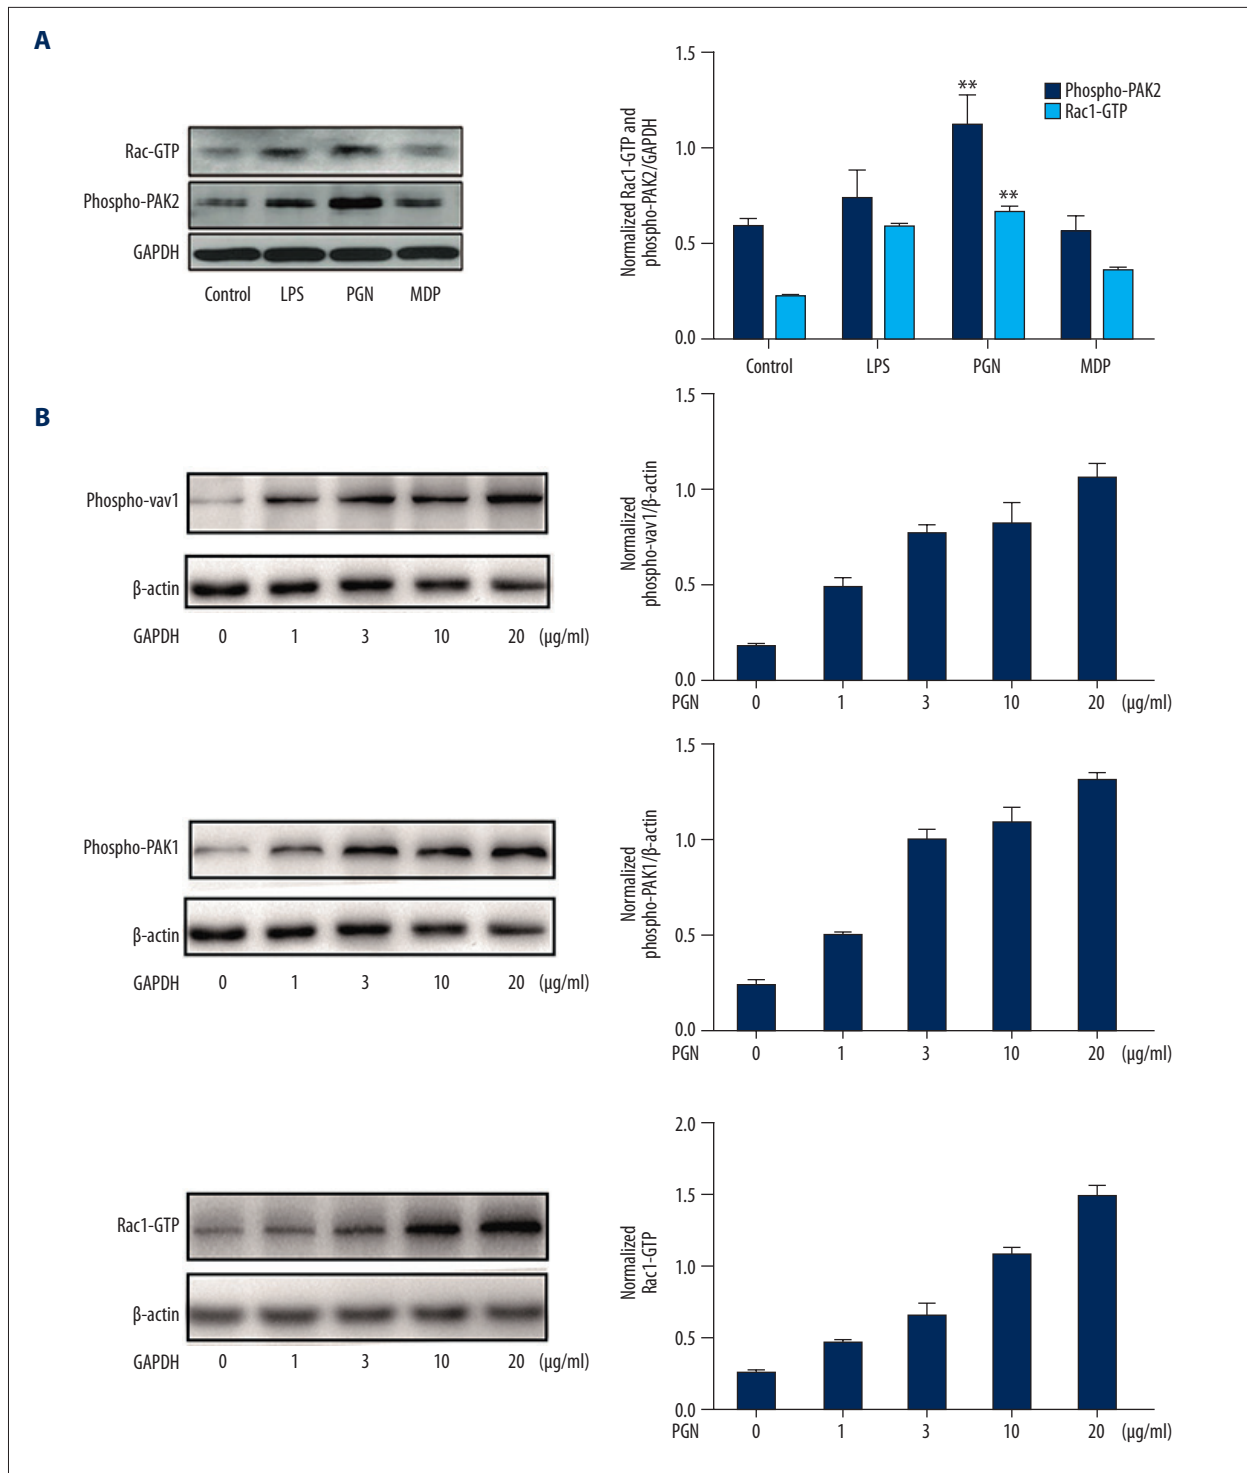 A
Rac-GTP
Phospho-PAK2
GAPDH
Control LPS PGN MDP
Normalized Rac1-GTP and
phospho-PAK2/GAPDH
1.5
1.0
0.5
0.0
** **
Phospho-PAK2
Rac1-GTP
Control LPS PGN MDP
B
Phospho-vav1
β-actin
GAPDH 0 1 3 10 20 (µg/ml)
Normalized
phospho-vav1/β-actin
1.5
1.0
0.5
0.0
PGN 0 1 3 10 20 (µg/ml)
Phospho-PAK1
β-actin
GAPDH 0 1 3 10 20 (µg/ml)
Normalized
phospho-PAK1/β-actin
1.5
1.0
0.5
0.0
PGN 0 1 3 10 20 (µg/ml)
Rac1-GTP
β-actin
GAPDH 0 1 3 10 20 (µg/ml)
Normalized
Rac1-GTP
2.0
1.5
1.0
0.5
0.0
PGN 0 1 3 10 20 (µg/ml)